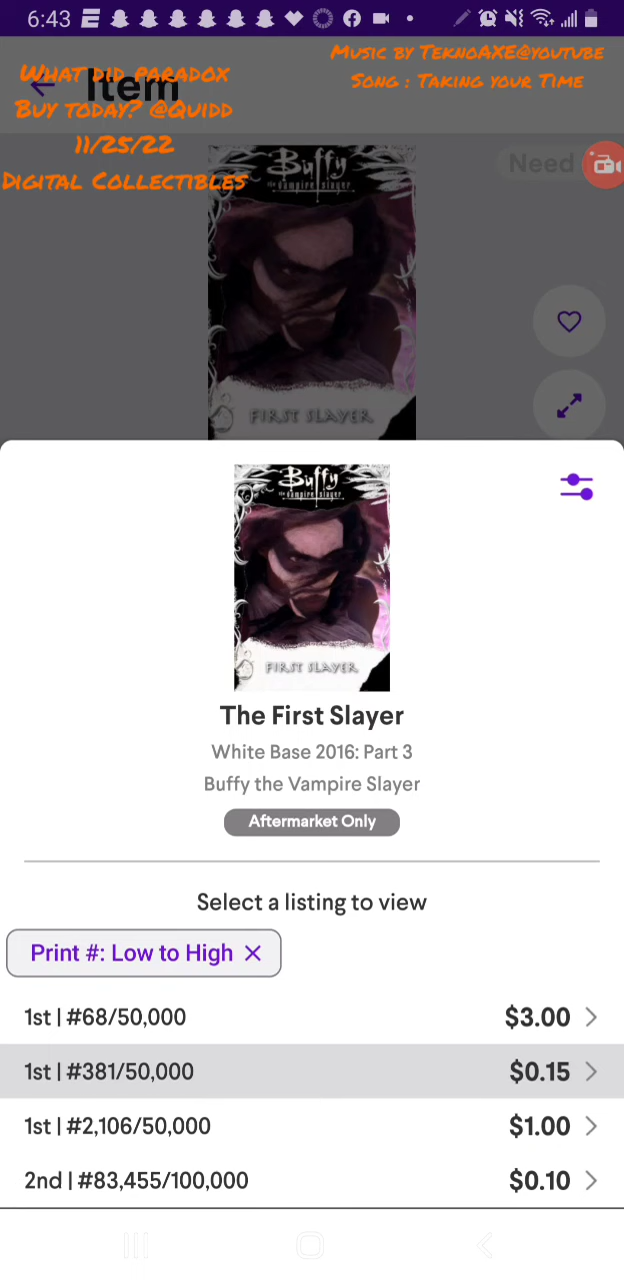 6:43
Music by TeknoAXE@youtube
Song : Taking your Time
What did paradox
Buy today? @Quidd
11/25/22
Digital Collectibles
Item
Need
Buffy
the vampire slayer
FIRST SLAYER
Buffy
the vampire slayer
FIRST SLAYER
The First Slayer
White Base 2016: Part 3
Buffy the Vampire Slayer
Aftermarket Only
Select a listing to view
Print #: Low to High ×
1st | #68/50,000 $3.00 >
1st | #381/50,000 $0.15 >
1st | #2,106/50,000 $1.00 >
2nd | #83,455/100,000 $0.10 >